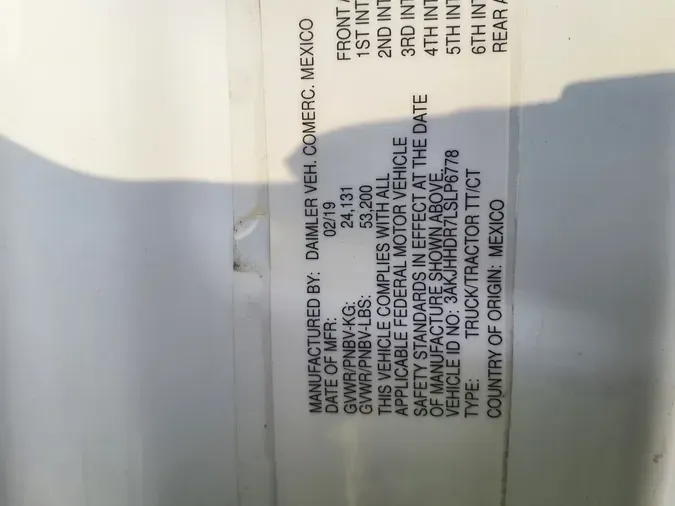 MANUFACTURED BY: DAIMLER VEH. COMERC. MEXICO
DATE OF MFR: 02/19
GVWR/PNBV-KG: 24,131
GVWR/PNBV-LBS: 53,200
THIS VEHICLE COMPLIES WITH ALL
APPLICABLE FEDERAL MOTOR VEHICLE
SAFETY STANDARDS IN EFFECT AT THE DATE
OF MANUFACTURE SHOWN ABOVE.
VEHICLE ID NO: 3AKJHHDR7LSLP6778
TYPE: TRUCK/TRACTOR TT/CT
COUNTRY OF ORIGIN: MEXICO
FRONT
1ST INT
2ND INT
3RD INT
4TH INT
5TH INT
6TH INT
REAR